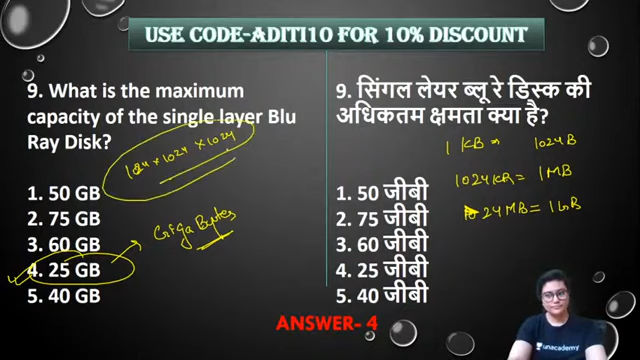 USE CODE-ADITI10 FOR 10% DISCOUNT
9. What is the maximum
capacity of the single layer Blu
Ray Disk?
1024 × 1024 × 1024
1. 50 GB
2. 75 GB
3. 60 GB
4. 25 GB
5. 40 GB
Giga Bytes
9. सिंगल लेयर ब्लू रे डिस्क की
अधिकतम क्षमता क्या है?
1 KB = 1024 B
1024 KB = 1 MB
1024 MB = 1 GB
1. 50 जीबी
2. 75 जीबी
3. 60 जीबी
4. 25 जीबी
5. 40 जीबी
ANSWER- 4
unacademy